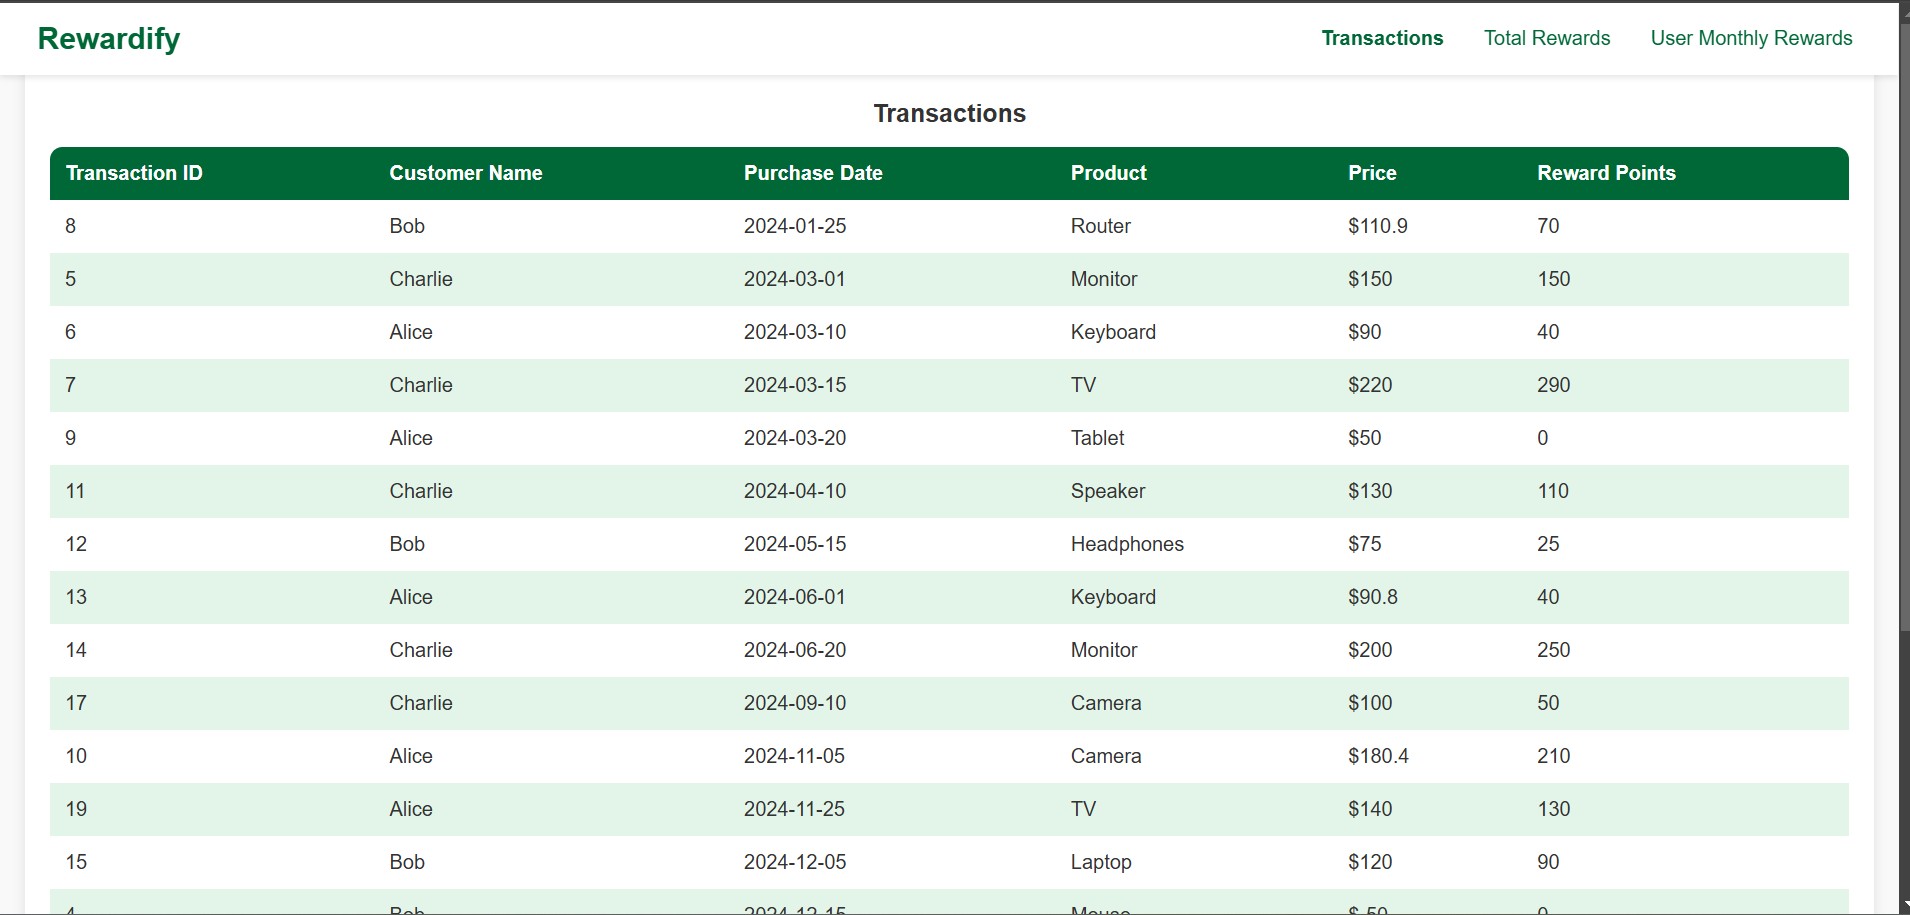 Rewardify Transactions Total Rewards User Monthly Rewards
Transactions
Transaction ID Customer Name Purchase Date Product Price Reward Points
8 Bob 2024-01-25 Router $110.9 70
5 Charlie 2024-03-01 Monitor $150 150
6 Alice 2024-03-10 Keyboard $90 40
7 Charlie 2024-03-15 TV $220 290
9 Alice 2024-03-20 Tablet $50 0
11 Charlie 2024-04-10 Speaker $130 110
12 Bob 2024-05-15 Headphones $75 25
13 Alice 2024-06-01 Keyboard $90.8 40
14 Charlie 2024-06-20 Monitor $200 250
17 Charlie 2024-09-10 Camera $100 50
10 Alice 2024-11-05 Camera $180.4 210
19 Alice 2024-11-25 TV $140 130
15 Bob 2024-12-05 Laptop $120 90
4 Bob 2024-12-15 Mouse